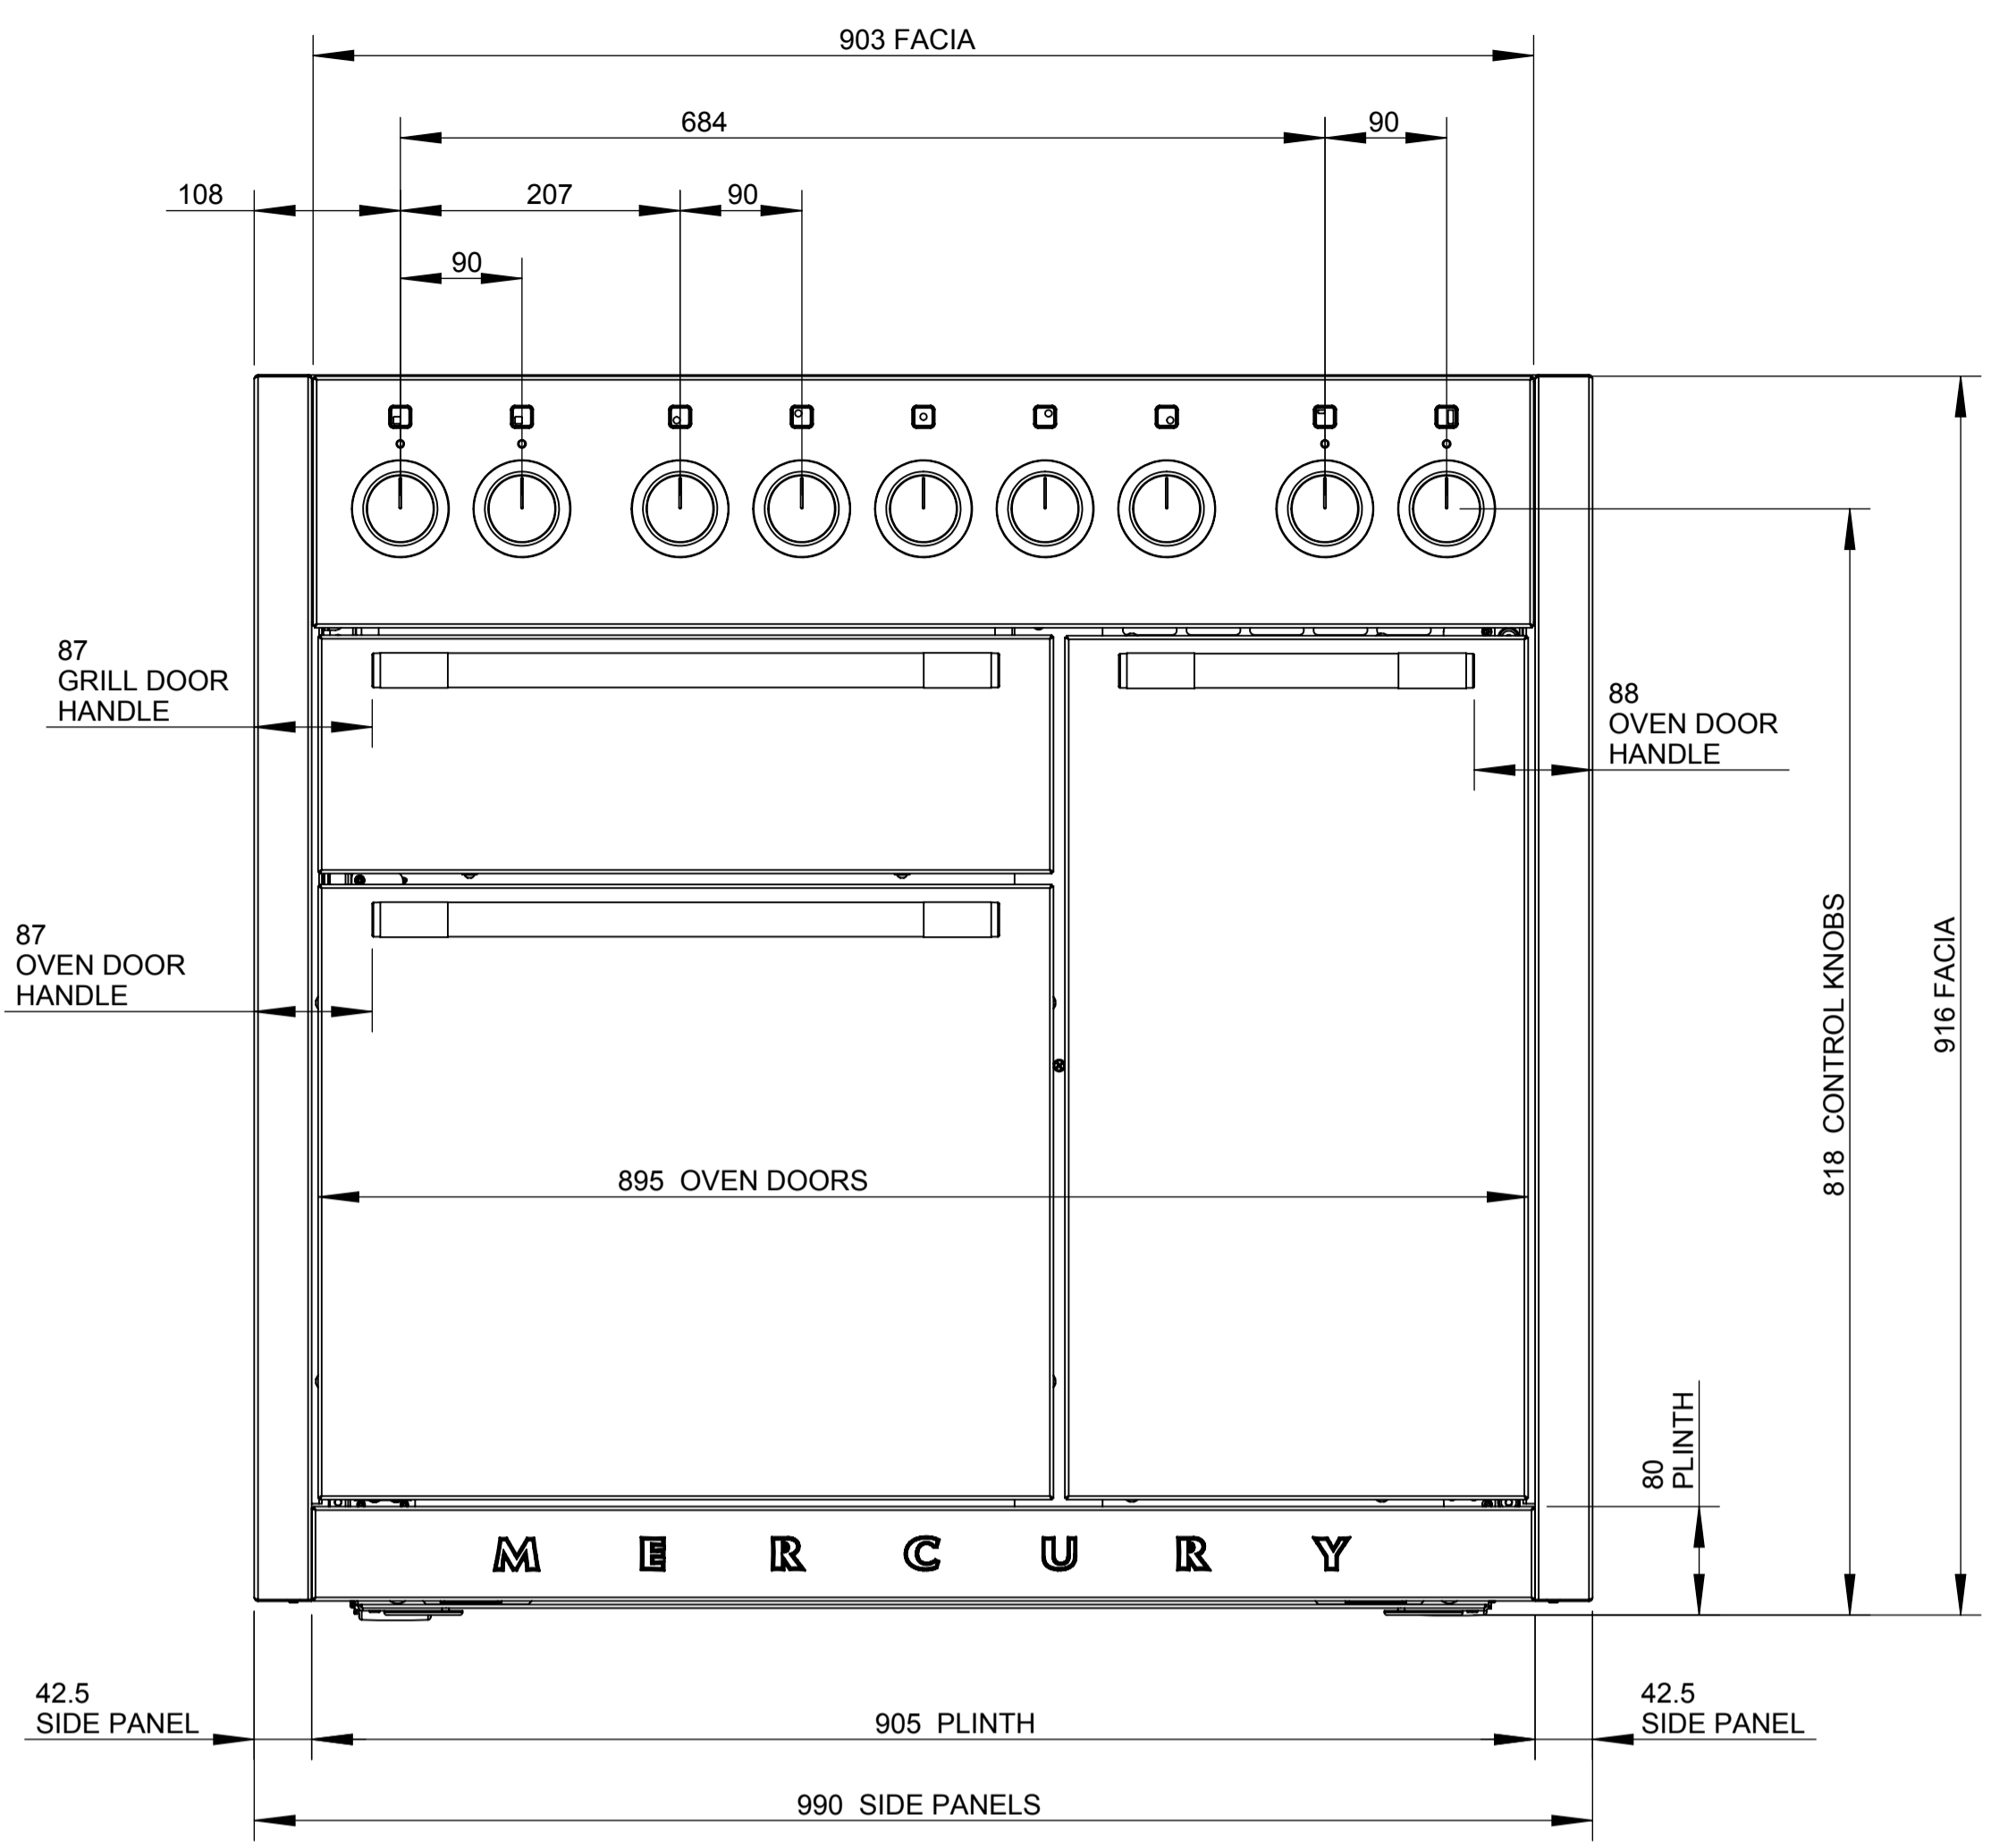 903 FACIA
684
90
108
207
90
90
87
GRILL DOOR
HANDLE
88
OVEN DOOR
HANDLE
87
OVEN DOOR
HANDLE
818 CONTROL KNOBS
916 FACIA
895 OVEN DOORS
80
PLINTH
MERCURY
42.5
SIDE PANEL
905 PLINTH
42.5
SIDE PANEL
990 SIDE PANELS